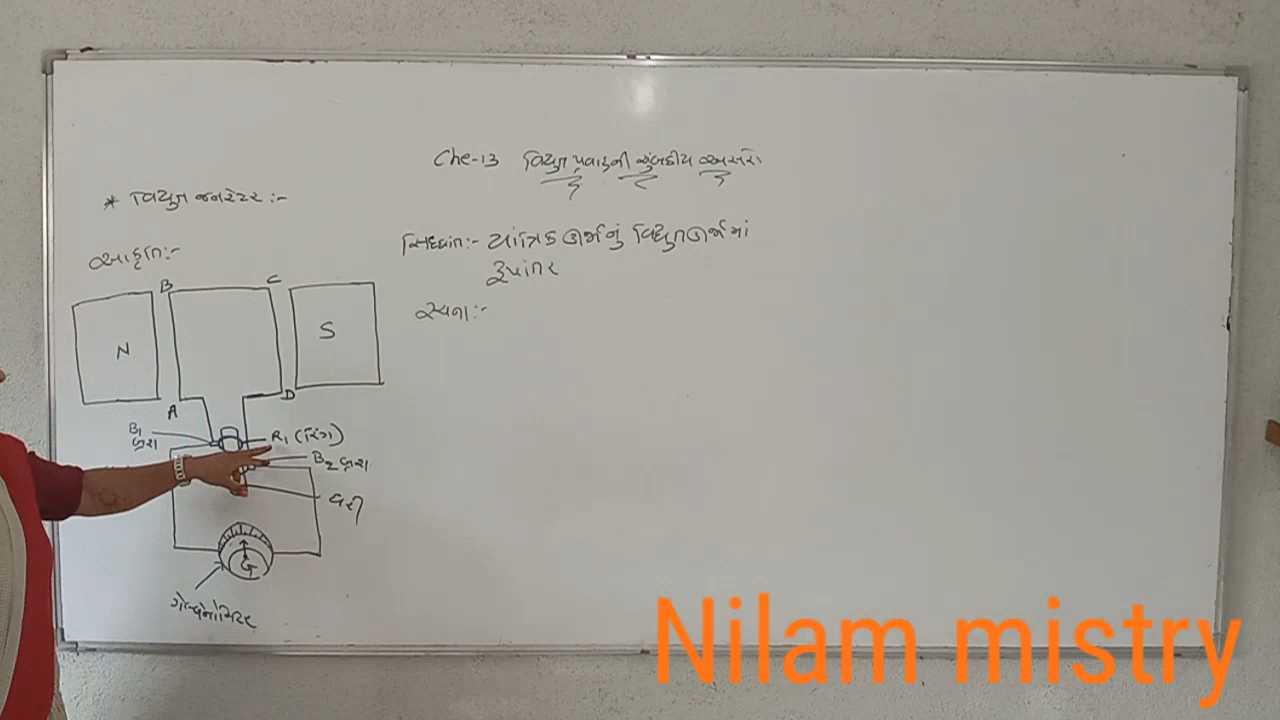 Che-13 વિદ્યુત પ્રવાહની ચુંબકીય અસરો
* વિદ્યુત જનરેટર :-
આકૃતિ:-
સિધ્ધાંત:- યાંત્રિક ઊર્જાનું વિદ્યુતઊર્જામાં
રૂપાંતર
રચના:-
B C
N S
A D
B1 બ્રશ
R1 (રિંગ)
B2 બ્રશ
ધરી
G
ગેલ્વેનોમિટર
Nilam mistry